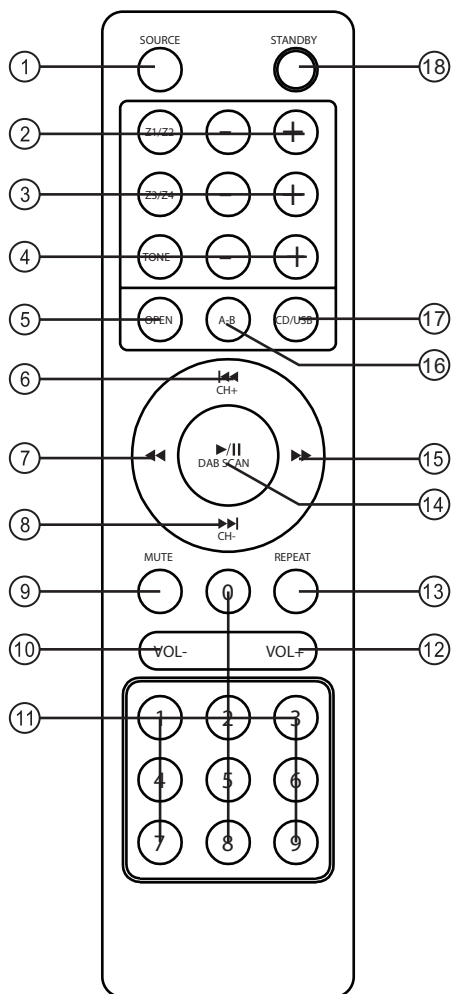 SOURCE STANDBY
1 18
2 Z1/Z2 − +
3 Z3/Z4 − +
4 TONE − +
5 OPEN A-B CD/USB 17
16
6 CH+
7 15
DAB SCAN
14
8 CH-
MUTE REPEAT
9 0 13
10 VOL- VOL+ 12
11 1 2 3
4 5 6
7 8 9